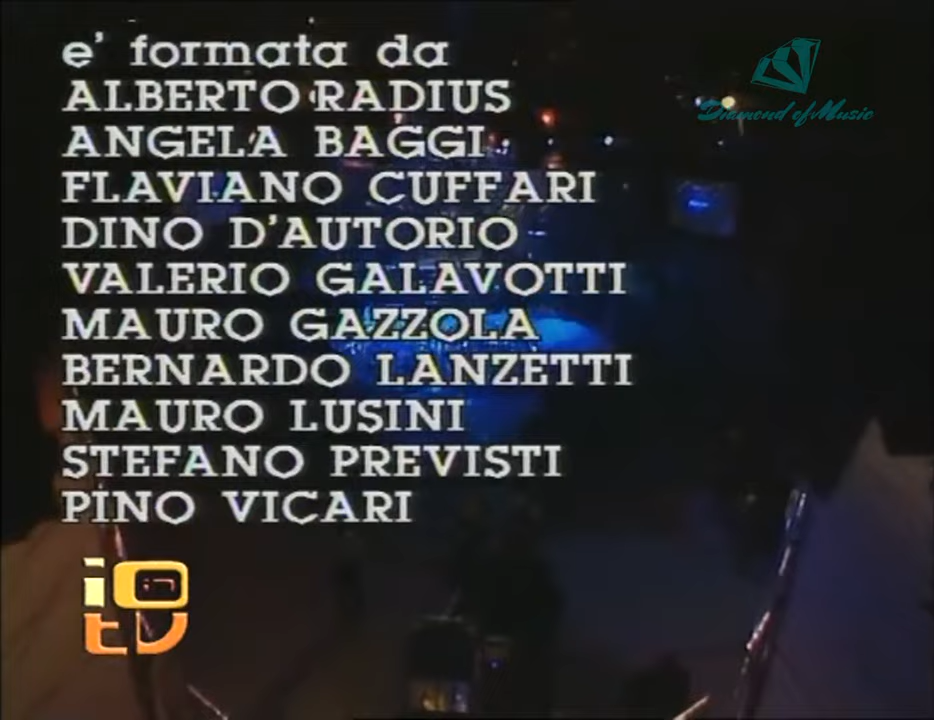 e' formata da
ALBERTO RADIUS
ANGELA BAGGI
FLAVIANO CUFFARI
DINO D'AUTORIO
VALERIO GALAVOTTI
MAURO GAZZOLA
BERNARDO LANZETTI
MAURO LUSINI
STEFANO PREVISTI
PINO VICARI
Diamond of Music
io
TV